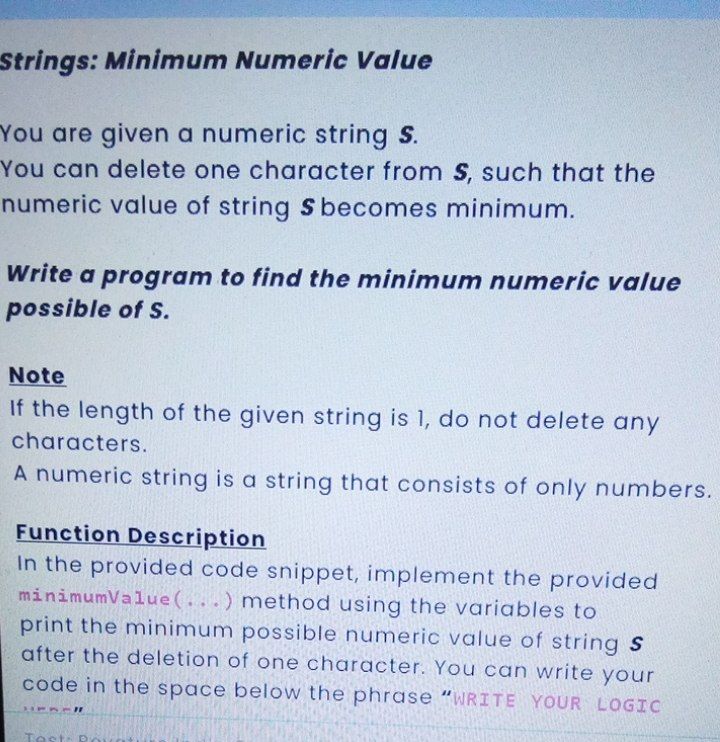 Strings: Minimum Numeric Value
You are given a numeric string S.
You can delete one character from S, such that the
numeric value of string S becomes minimum.
Write a program to find the minimum numeric value
possible of S.
Note
If the length of the given string is 1, do not delete any
characters.
A numeric string is a string that consists of only numbers.
Function Description
In the provided code snippet, implement the provided
minimumValue(...) method using the variables to
print the minimum possible numeric value of string S
after the deletion of one character. You can write your
code in the space below the phrase "WRITE YOUR LOGIC